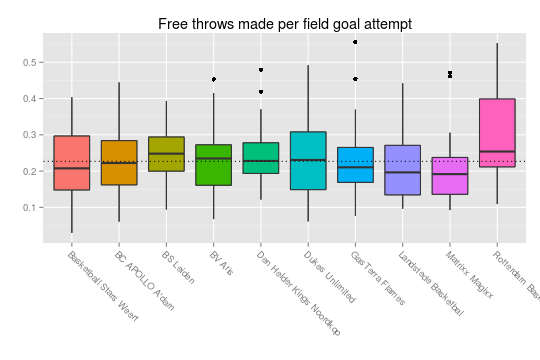 Free throws made per field goal attempt
0.5
0.4
0.3
0.2
0.1
Basketball Stars Weert
BC APOLLO A'dam
BS Leiden
BV Aris
Den Helder Kings Noordkop
Dukes Unlimited
GasTerra Flames
Landstede Basketbal
Matrixx Magixx
Rotterdam Bas